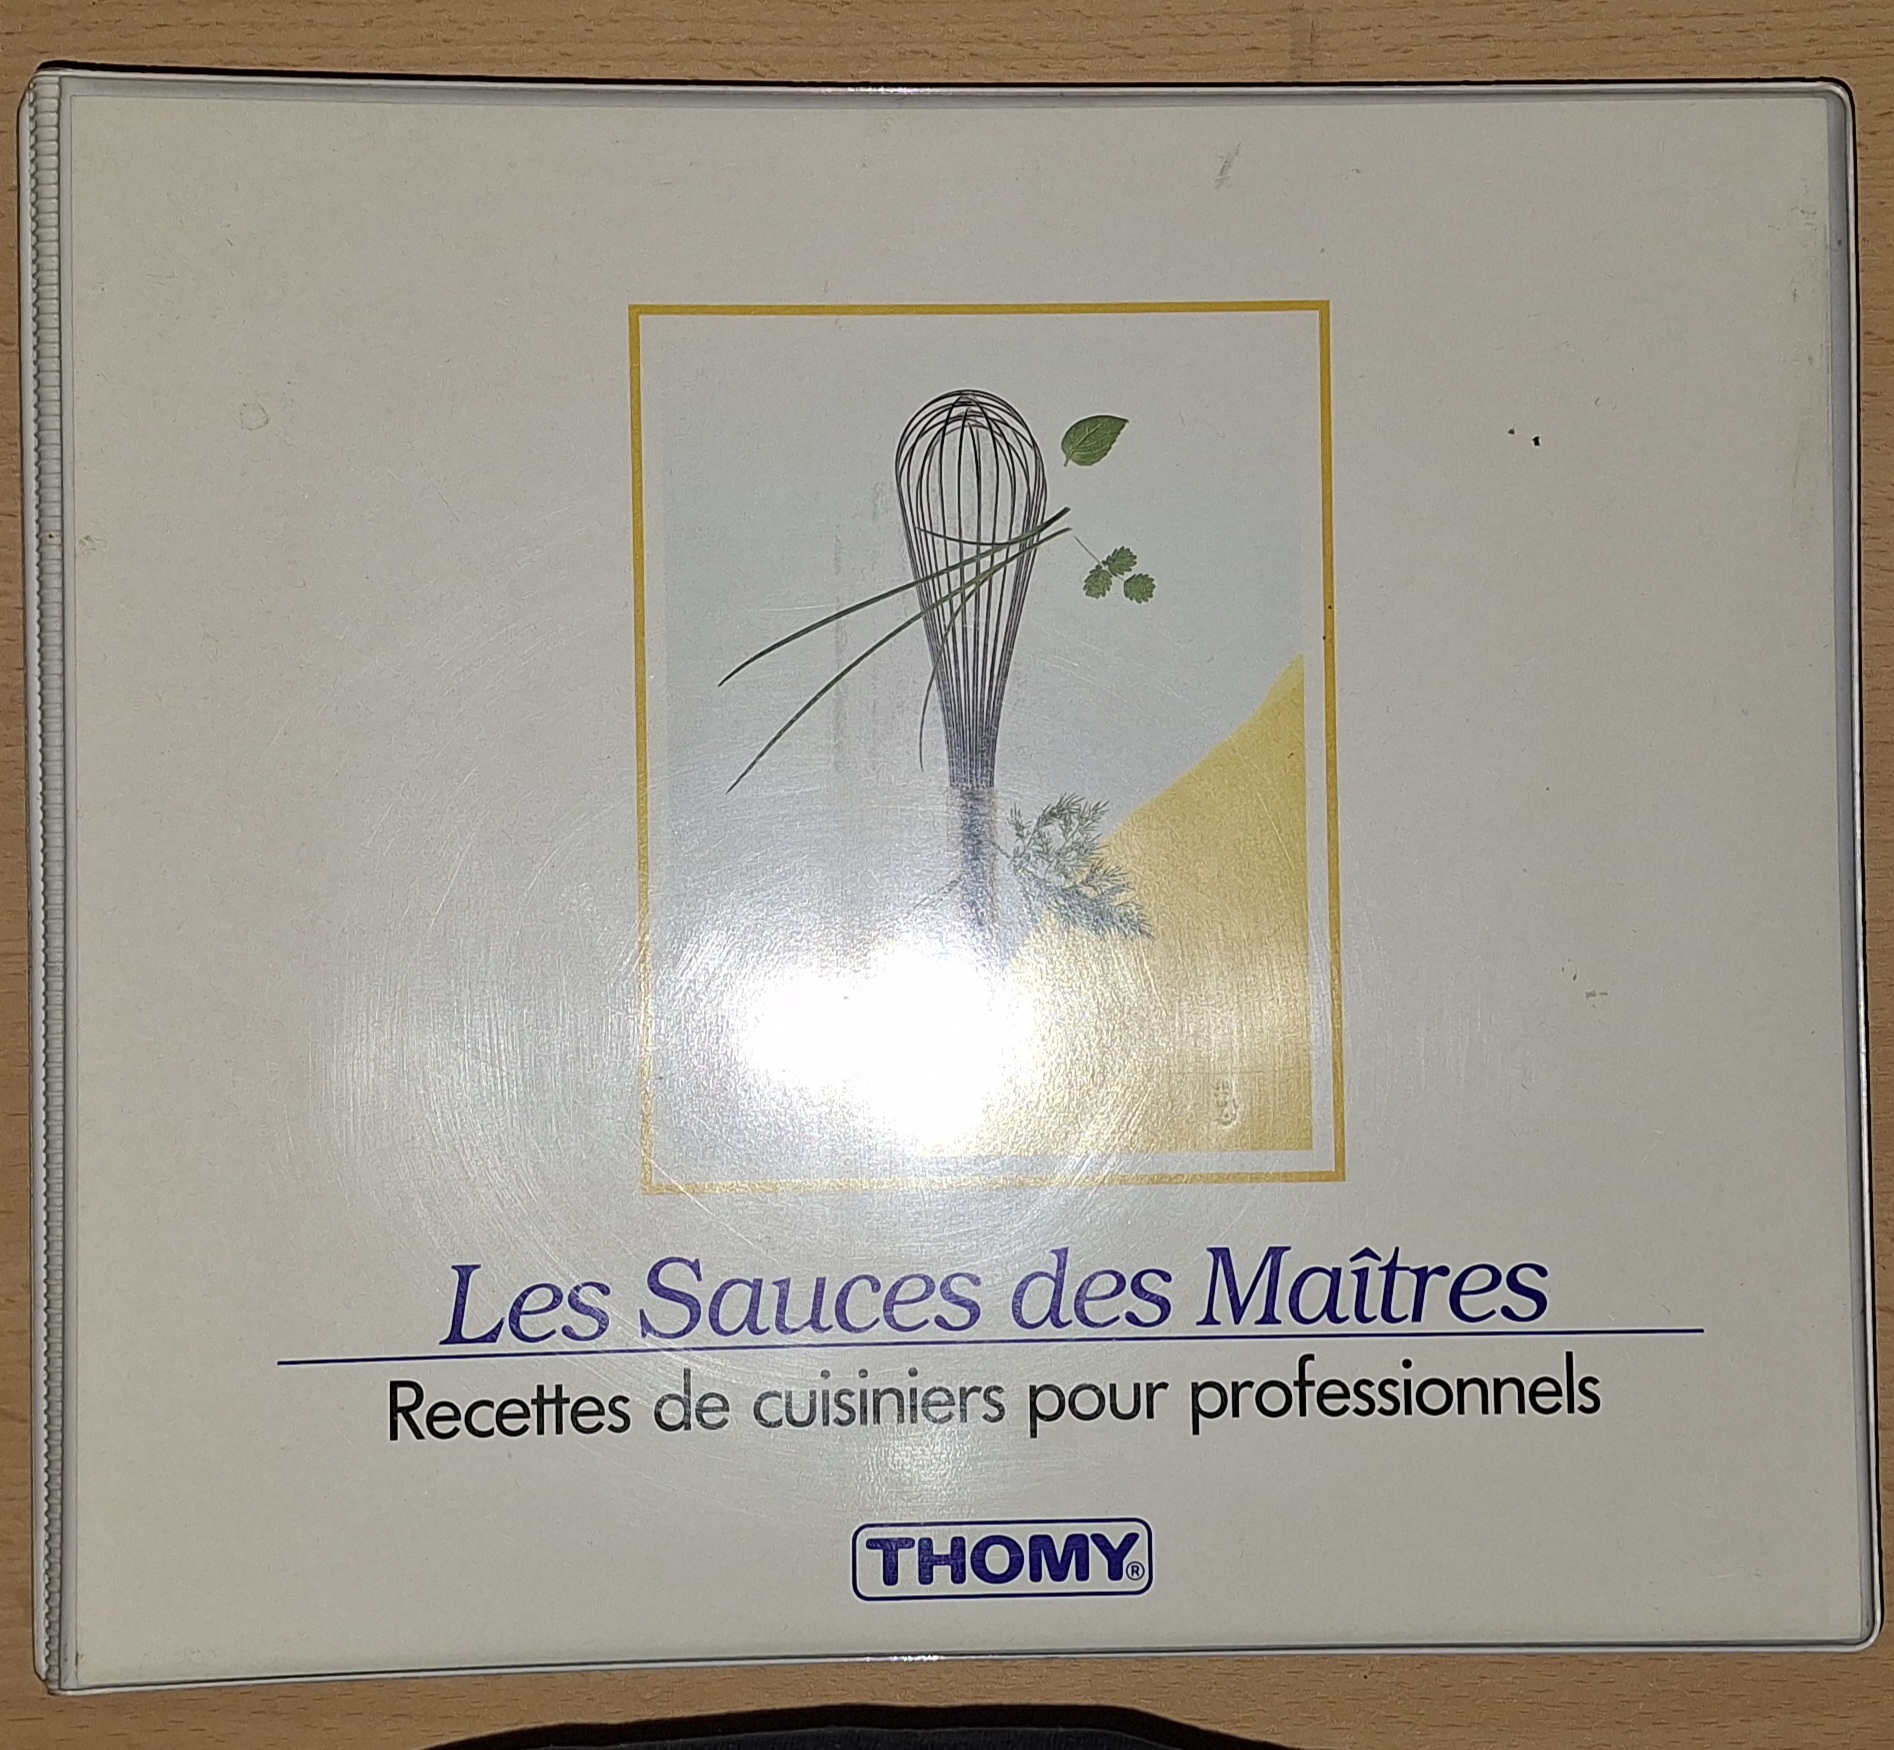 Les Sauces des Maîtres
Recettes de cuisiniers pour professionnels
THOMY®